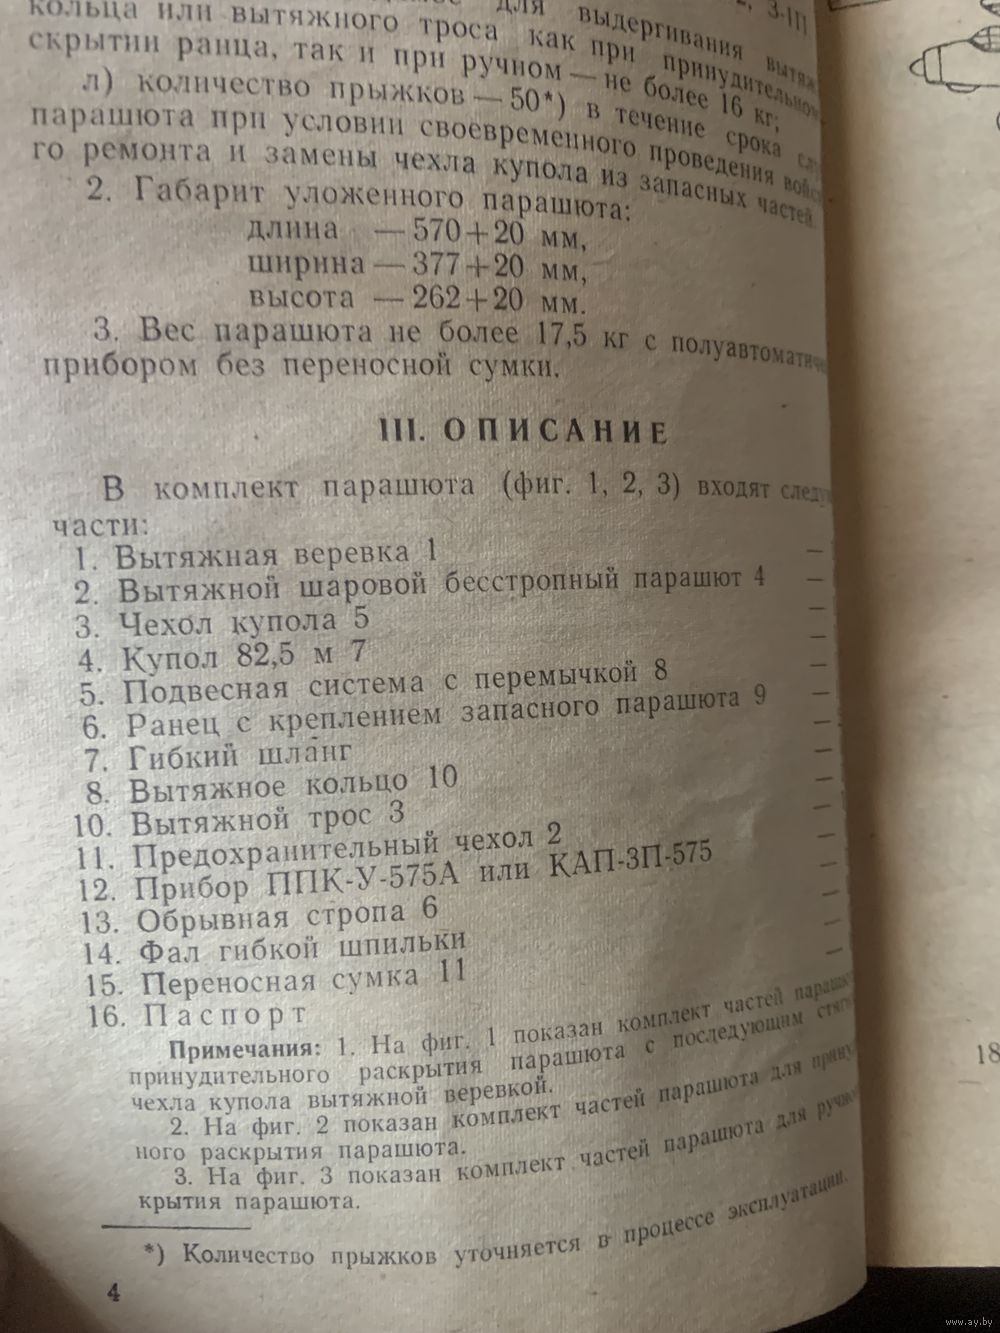 для выдергивания
кольца или вытяжного троса как при принудительном
скрытии ранца, так и при ручном — не более 16 кг;
л) количество прыжков — 50*) в течение срока
парашюта при условии своевременного проведения
го ремонта и замены чехла купола из запасных частей.
2. Габарит уложенного парашюта:
длина — 570+20 мм,
ширина — 377+20 мм,
высота — 262+20 мм.
3. Вес парашюта не более 17,5 кг с полуавтоматиче
прибором без переносной сумки.
III. ОПИСАНИЕ
В комплект парашюта (фиг. 1, 2, 3) входят следу
части:
1. Вытяжная веревка 1 —
2. Вытяжной шаровой бесстропный парашют 4 —
3. Чехол купола 5 —
4. Купол 82,5 м 7 —
5. Подвесная система с перемычкой 8 —
6. Ранец с креплением запасного парашюта 9 —
7. Гибкий шланг —
8. Вытяжное кольцо 10 —
10. Вытяжной трос 3 —
11. Предохранительный чехол 2 —
12. Прибор ППК-У-575А или КАП-3П-575 —
13. Обрывная стропа 6 —
14. Фал гибкой шпильки —
15. Переносная сумка 11 —
16. Паспорт
Примечания: 1. На фиг. 1 показан комплект частей
принудительного раскрытия парашюта с последующим
чехла купола вытяжной веревкой.
2. На фиг. 2 показан комплект частей парашюта для прину
ного раскрытия парашюта.
3. На фиг. 3 показан комплект частей парашюта для
крытия парашюта.
*) Количество прыжков уточняется в процессе эксплуатации.
4
18
www.ay.by